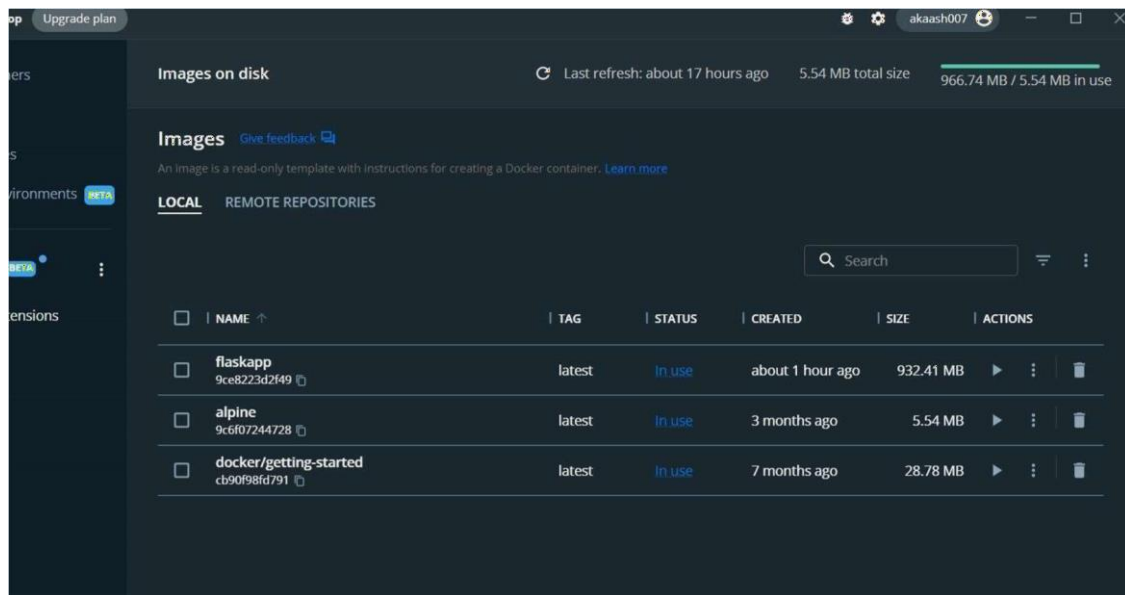 op Upgrade plan akaash007
ers
Images on disk Last refresh: about 17 hours ago 5.54 MB total size 966.74 MB / 5.54 MB in use
Images Give feedback
s
An image is a read-only template with instructions for creating a Docker container. Learn more
vironments BETA
LOCAL REMOTE REPOSITORIES
BETA
Search
ensions
NAME TAG STATUS CREATED SIZE ACTIONS
flaskapp
9ce8223d2f49
latest In use about 1 hour ago 932.41 MB
alpine
9c6f07244728
latest In use 3 months ago 5.54 MB
docker/getting-started
cb90f98fd791
latest In use 7 months ago 28.78 MB